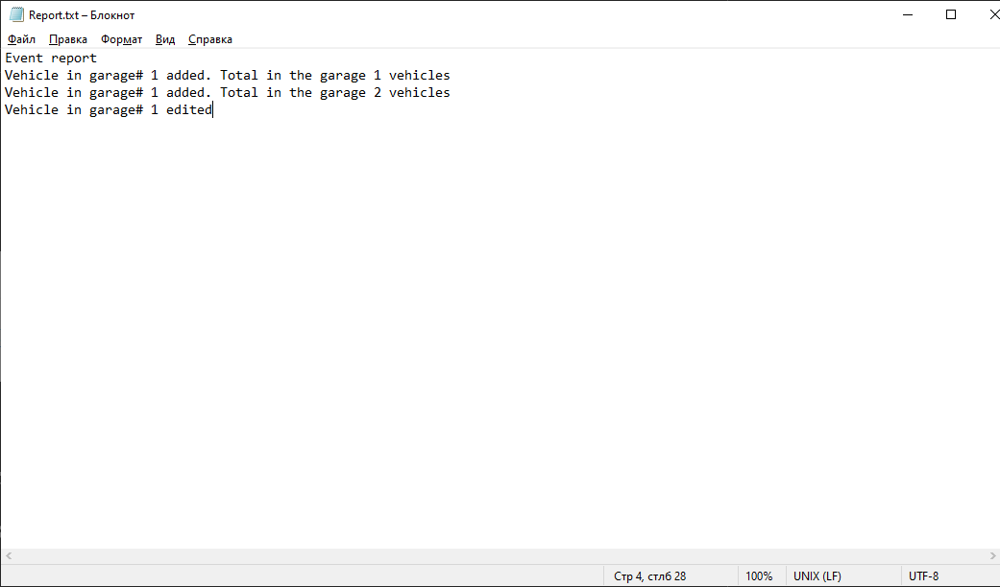 Report.txt – Блокнот
Файл Правка Формат Вид Справка
Event report
Vehicle in garage# 1 added. Total in the garage 1 vehicles
Vehicle in garage# 1 added. Total in the garage 2 vehicles
Vehicle in garage# 1 edited
Стр 4, стлб 28 100% UNIX (LF) UTF-8